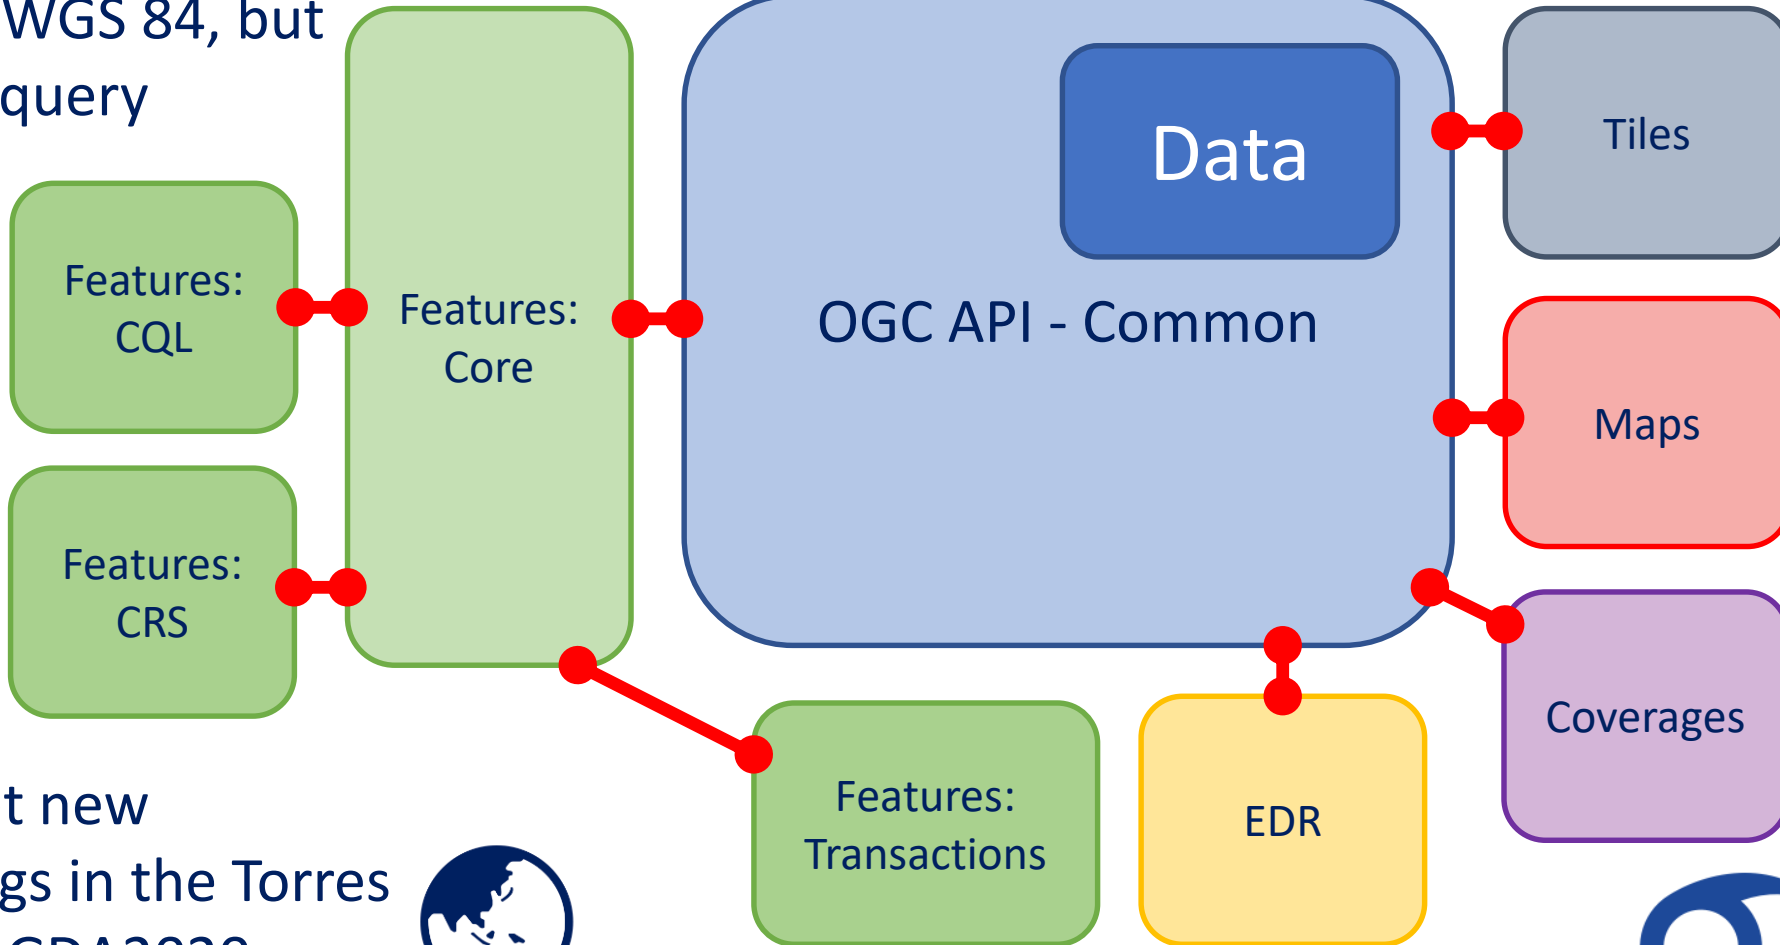 WGS 84, but
query
Data
Tiles
Features:
CQL
Features:
Core
OGC API - Common
Maps
Features:
CRS
Coverages
t new
gs in the Torres
GDA2020
Features:
Transactions
EDR